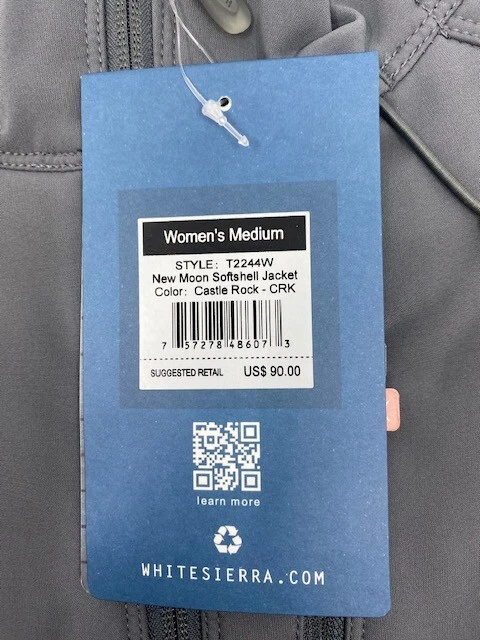 Women's Medium
STYLE: T2244W
New Moon Softshell Jacket
Color: Castle Rock - CRK
7 57278 48607 3
SUGGESTED RETAIL US$ 90.00
learn more
WHITESIERRA.COM